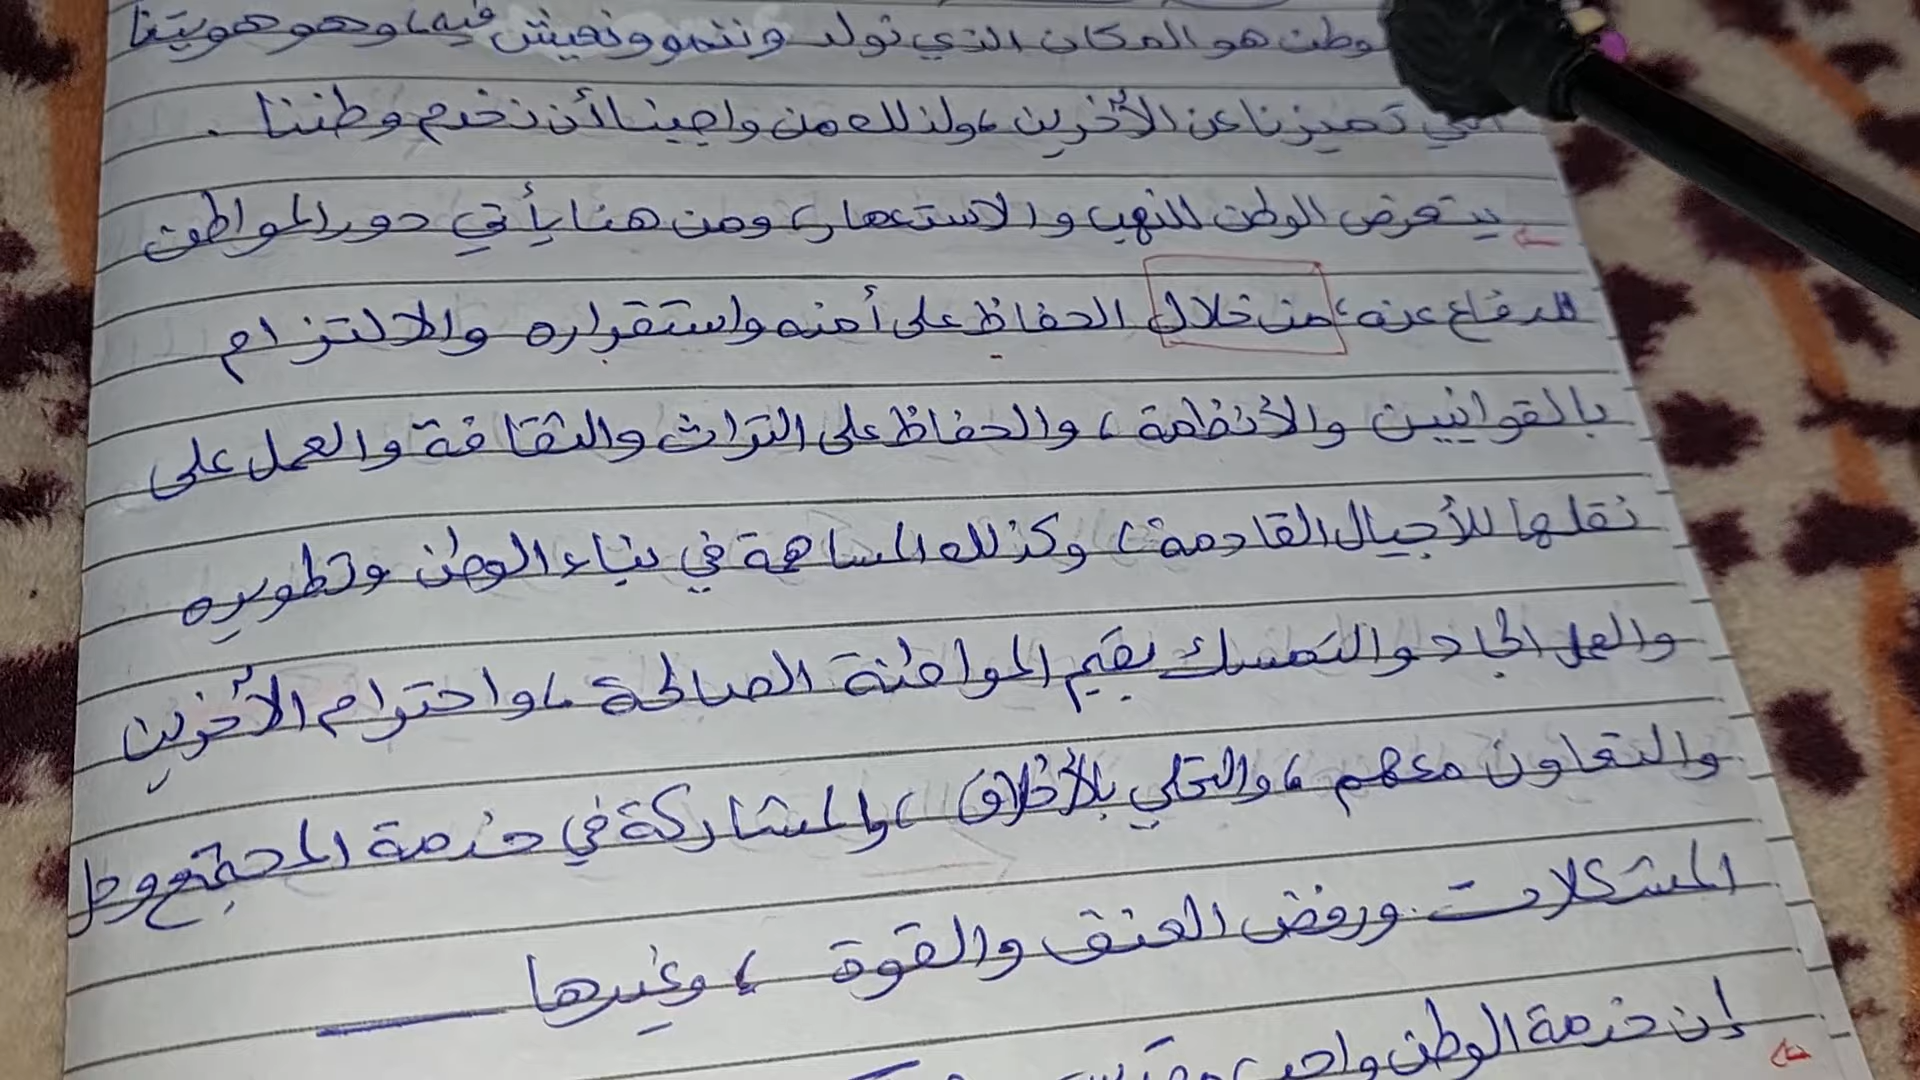 وطن هو المكان الذي نولد وننمو ونعيش فيه، وهو هويتنا
التي تميزنا عن الآخرين، ولذلك من واجبنا أن نخدم وطننا.
يتعرض الوطن للنهب والاستعمار، ومن هنا يأتي دور المواطن
للدفاع عنه، من خلال الحفاظ على أمنه واستقراره والالتزام
بالقوانين والأنظمة، والحفاظ على التراث والثقافة والعمل على
نقلها للأجيال القادمة، وكذلك المساهمة في بناء الوطن وتطويره
والعمل الجاد والتمسك بقيم المواطنة الصالحة، واحترام الآخرين
والتعاون معهم، والتحلي بالأخلاق، والمشاركة في خدمة المجتمع وحل
المشكلات ورفض العنف والقوة، وغيرها
إن خدمة الوطن واجب